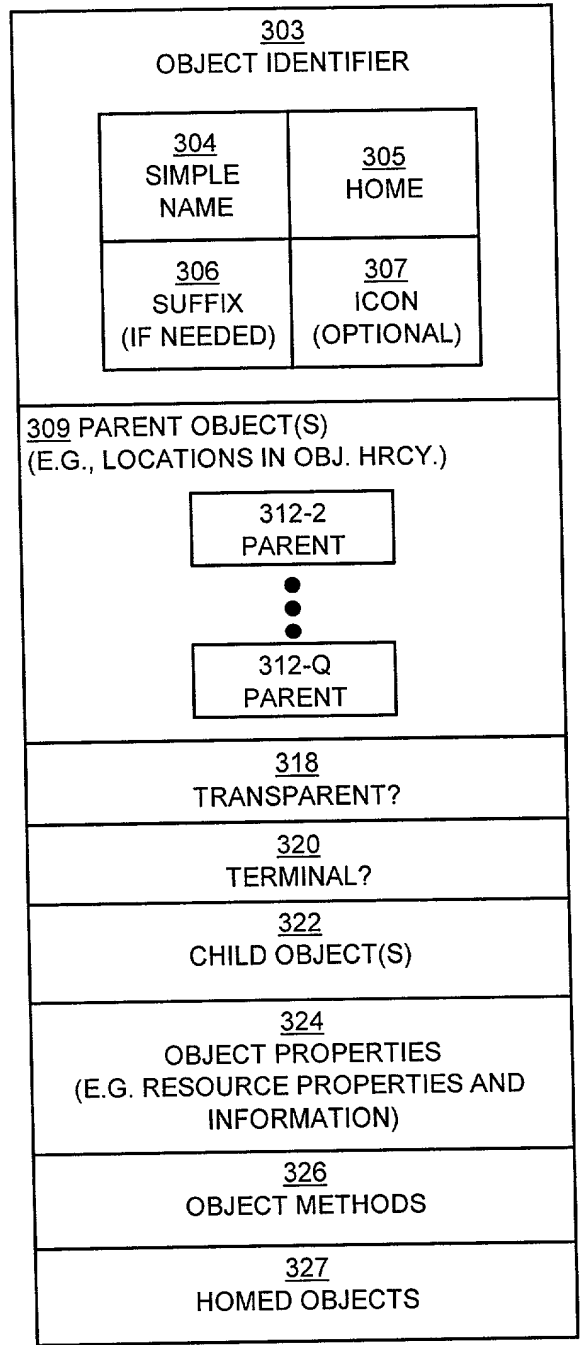 303
OBJECT IDENTIFIER
304
SIMPLE
NAME
305
HOME
306
SUFFIX
(IF NEEDED)
307
ICON
(OPTIONAL)
309 PARENT OBJECT(S)
(E.G., LOCATIONS IN OBJ. HRCY.)
312-2
PARENT
312-Q
PARENT
318
TRANSPARENT?
320
TERMINAL?
322
CHILD OBJECT(S)
324
OBJECT PROPERTIES
(E.G. RESOURCE PROPERTIES AND
INFORMATION)
326
OBJECT METHODS
327
HOMED OBJECTS